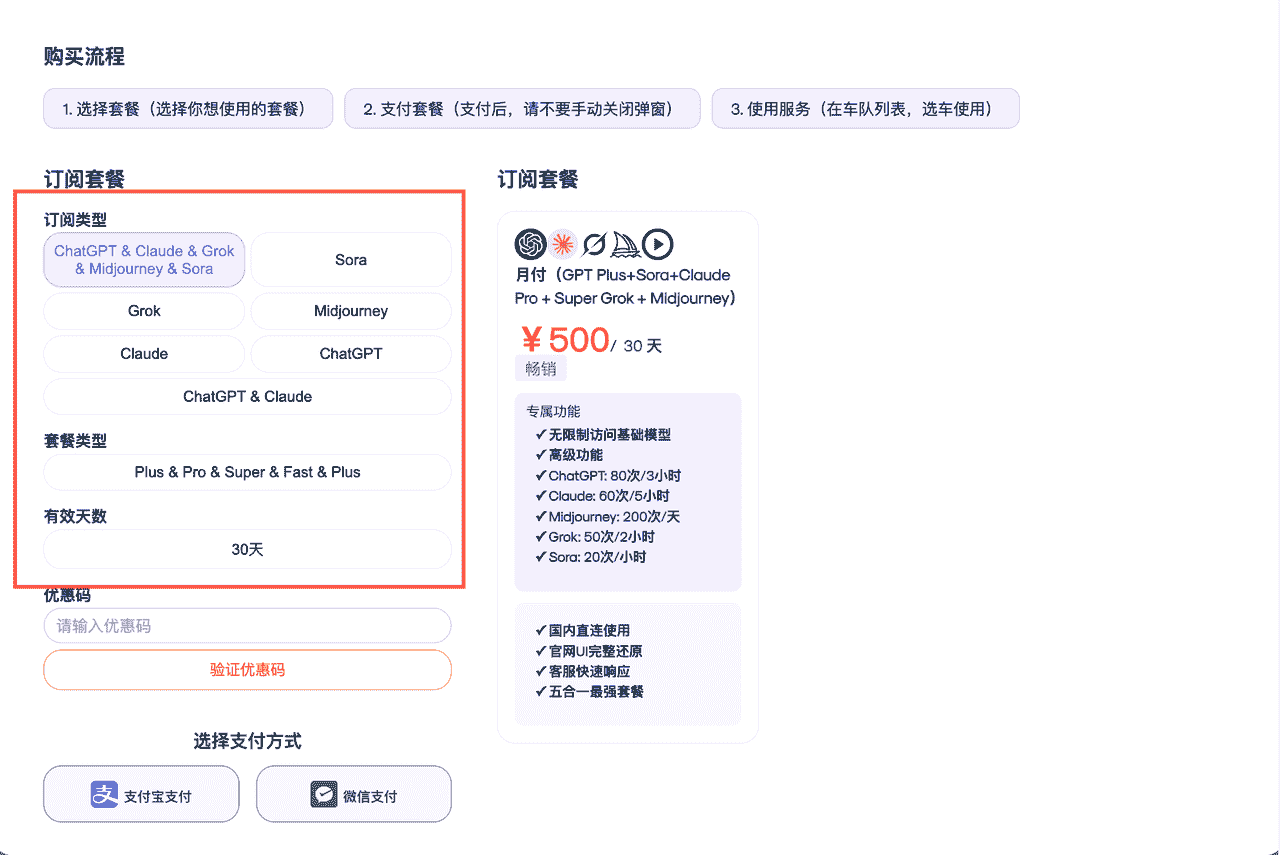 购买流程
1. 选择套餐（选择你想使用的套餐）
2. 支付套餐（支付后，请不要手动关闭弹窗）
3. 使用服务（在车队列表，选车使用）
订阅套餐
订阅类型
ChatGPT & Claude & Grok
& Midjourney & Sora
Sora
Grok
Midjourney
Claude
ChatGPT
ChatGPT & Claude
套餐类型
Plus & Pro & Super & Fast & Plus
有效天数
30天
优惠码
请输入优惠码
验证优惠码
选择支付方式
支付宝支付
微信支付
订阅套餐
月付（GPT Plus+Sora+Claude
Pro + Super Grok + Midjourney）
￥500/ 30 天
畅销
专属功能
✓无限制访问基础模型
✓高级功能
✓ChatGPT: 80次/3小时
✓Claude: 60次/5小时
✓Midjourney: 200次/天
✓Grok: 50次/2小时
✓Sora: 20次/小时
✓国内直连使用
✓官网UI完整还原
✓客服快速响应
✓五合一最强套餐